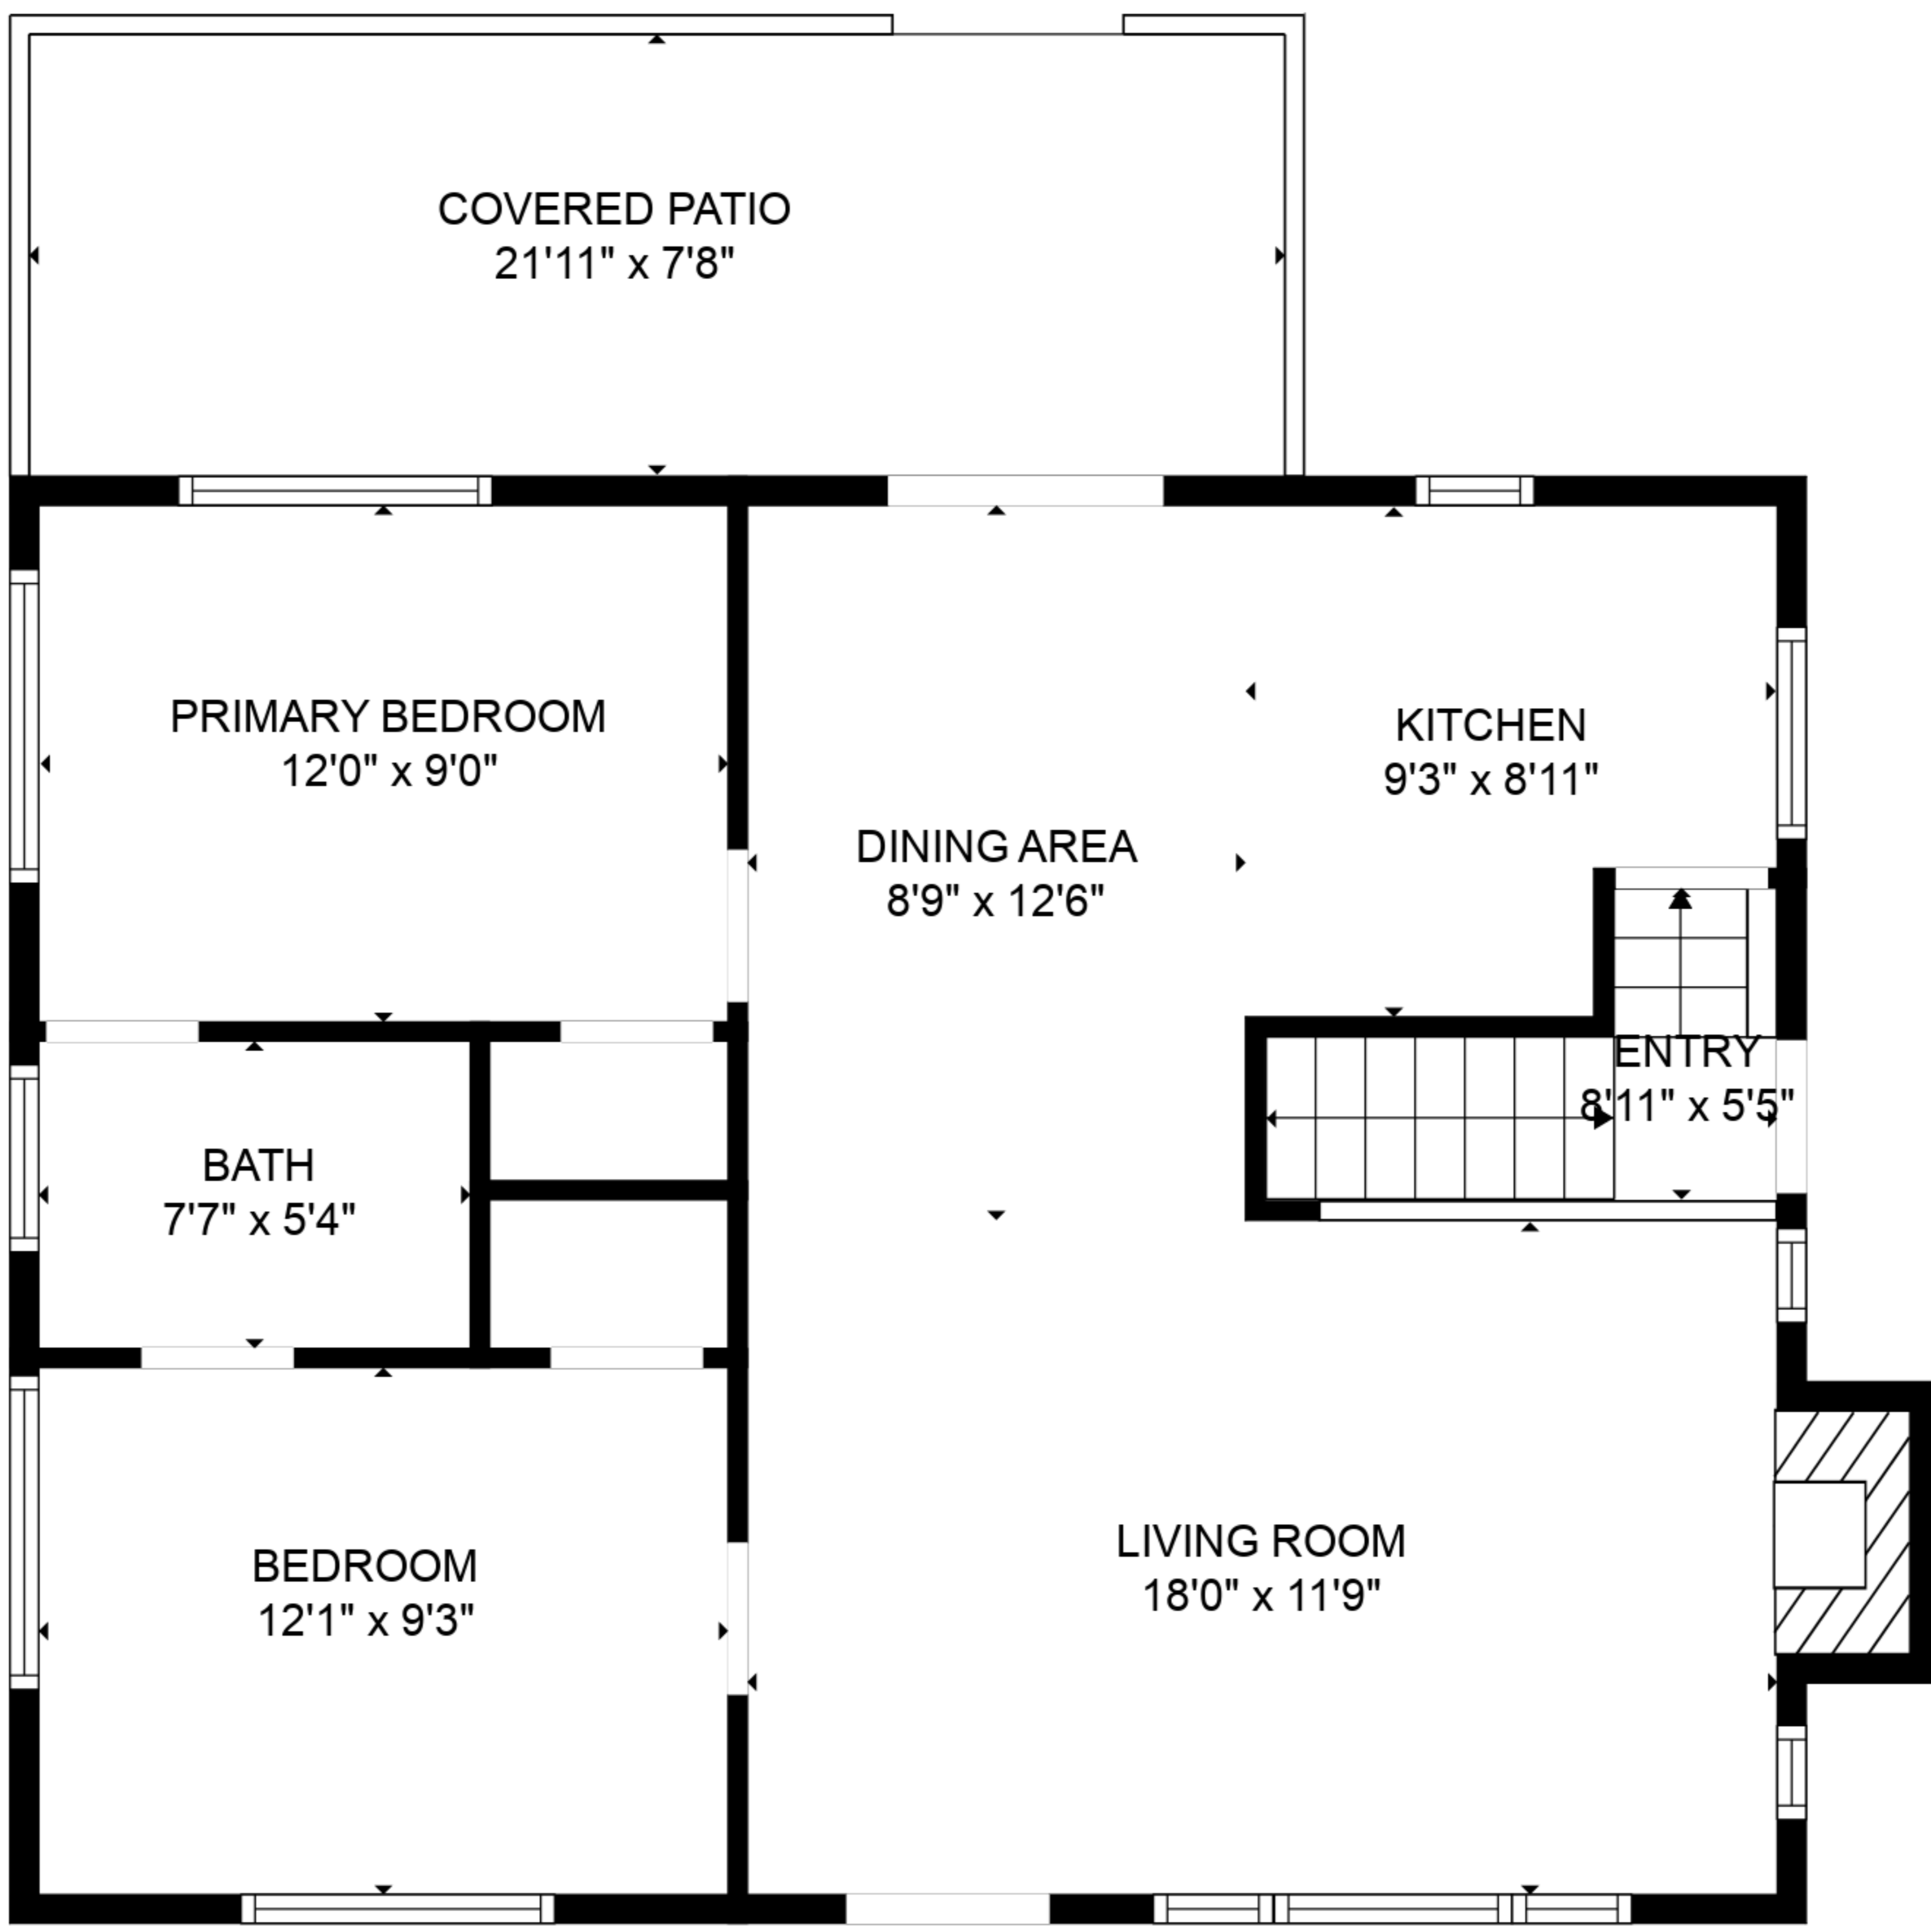 COVERED PATIO
21'11" x 7'8"
PRIMARY BEDROOM
12'0" x 9'0"
KITCHEN
9'3" x 8'11"
DINING AREA
8'9" x 12'6"
ENTRY
8'11" x 5'5"
BATH
7'7" x 5'4"
BEDROOM
12'1" x 9'3"
LIVING ROOM
18'0" x 11'9"